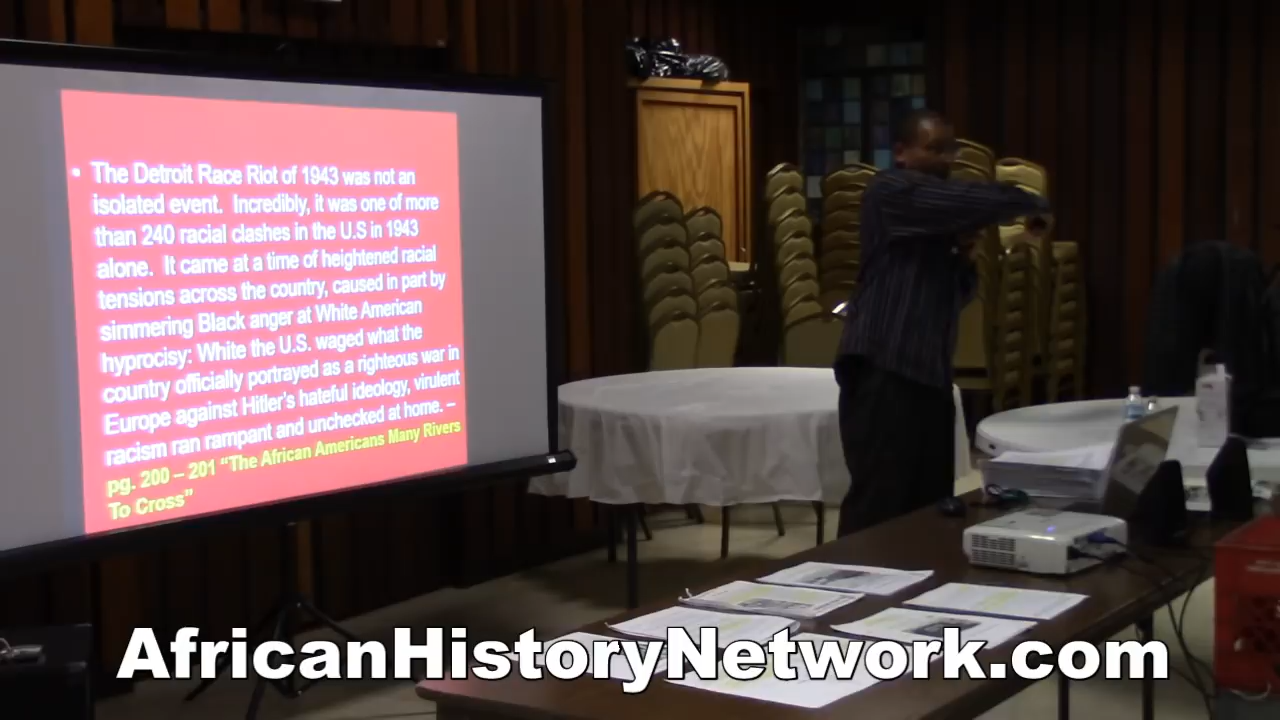 • The Detroit Race Riot of 1943 was not an
isolated event.  Incredibly, it was one of more
than 240 racial clashes in the U.S in 1943
alone.  It came at a time of heightened racial
tensions across the country, caused in part by
simmering Black anger at White American
hyprocisy: White the U.S. waged what the
country officially portrayed as a righteous war in
Europe against Hitler's hateful ideology, virulent
racism ran rampant and unchecked at home. –
pg. 200 – 201 “The African Americans Many Rivers
To Cross”
AfricanHistoryNetwork.com